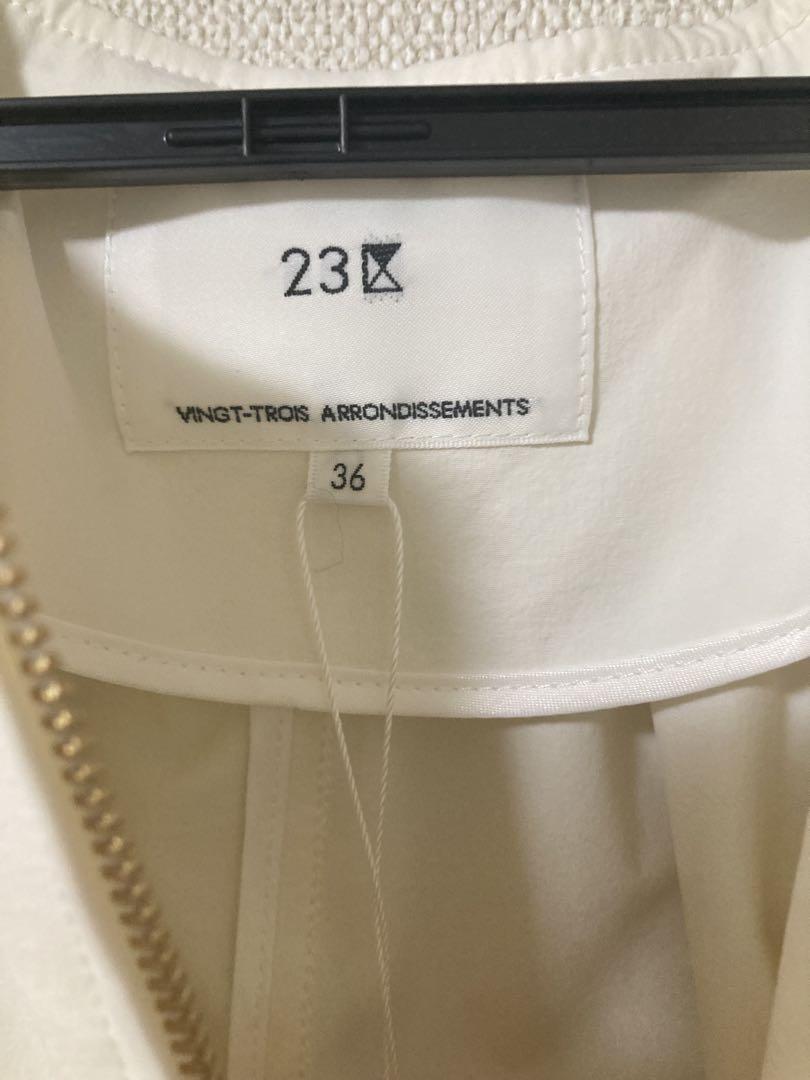 23区
VINGT-TROIS ARRONDISSEMENTS
36